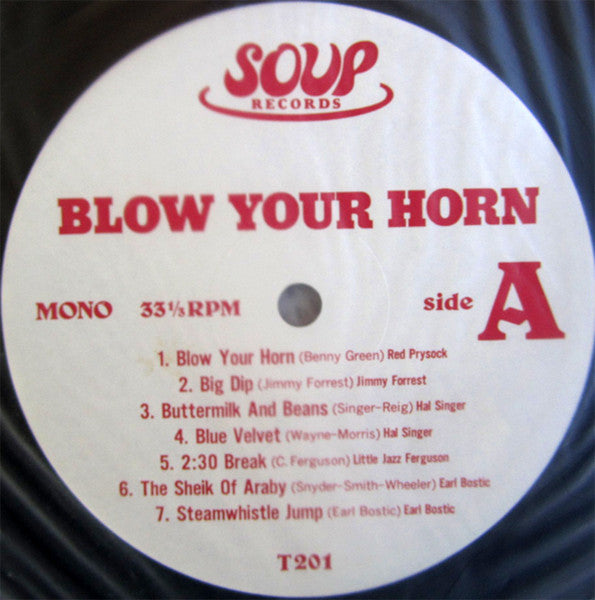 SOUP
RECORDS
BLOW YOUR HORN
MONO 33⅓ RPM side A
1. Blow Your Horn (Benny Green) Red Prysock
2. Big Dip (Jimmy Forrest) Jimmy Forrest
3. Buttermilk And Beans (Singer-Reig) Hal Singer
4. Blue Velvet (Wayne-Morris) Hal Singer
5. 2:30 Break (C. Ferguson) Little Jazz Ferguson
6. The Sheik Of Araby (Snyder-Smith-Wheeler) Earl Bostic
7. Steamwhistle Jump (Earl Bostic) Earl Bostic
T201